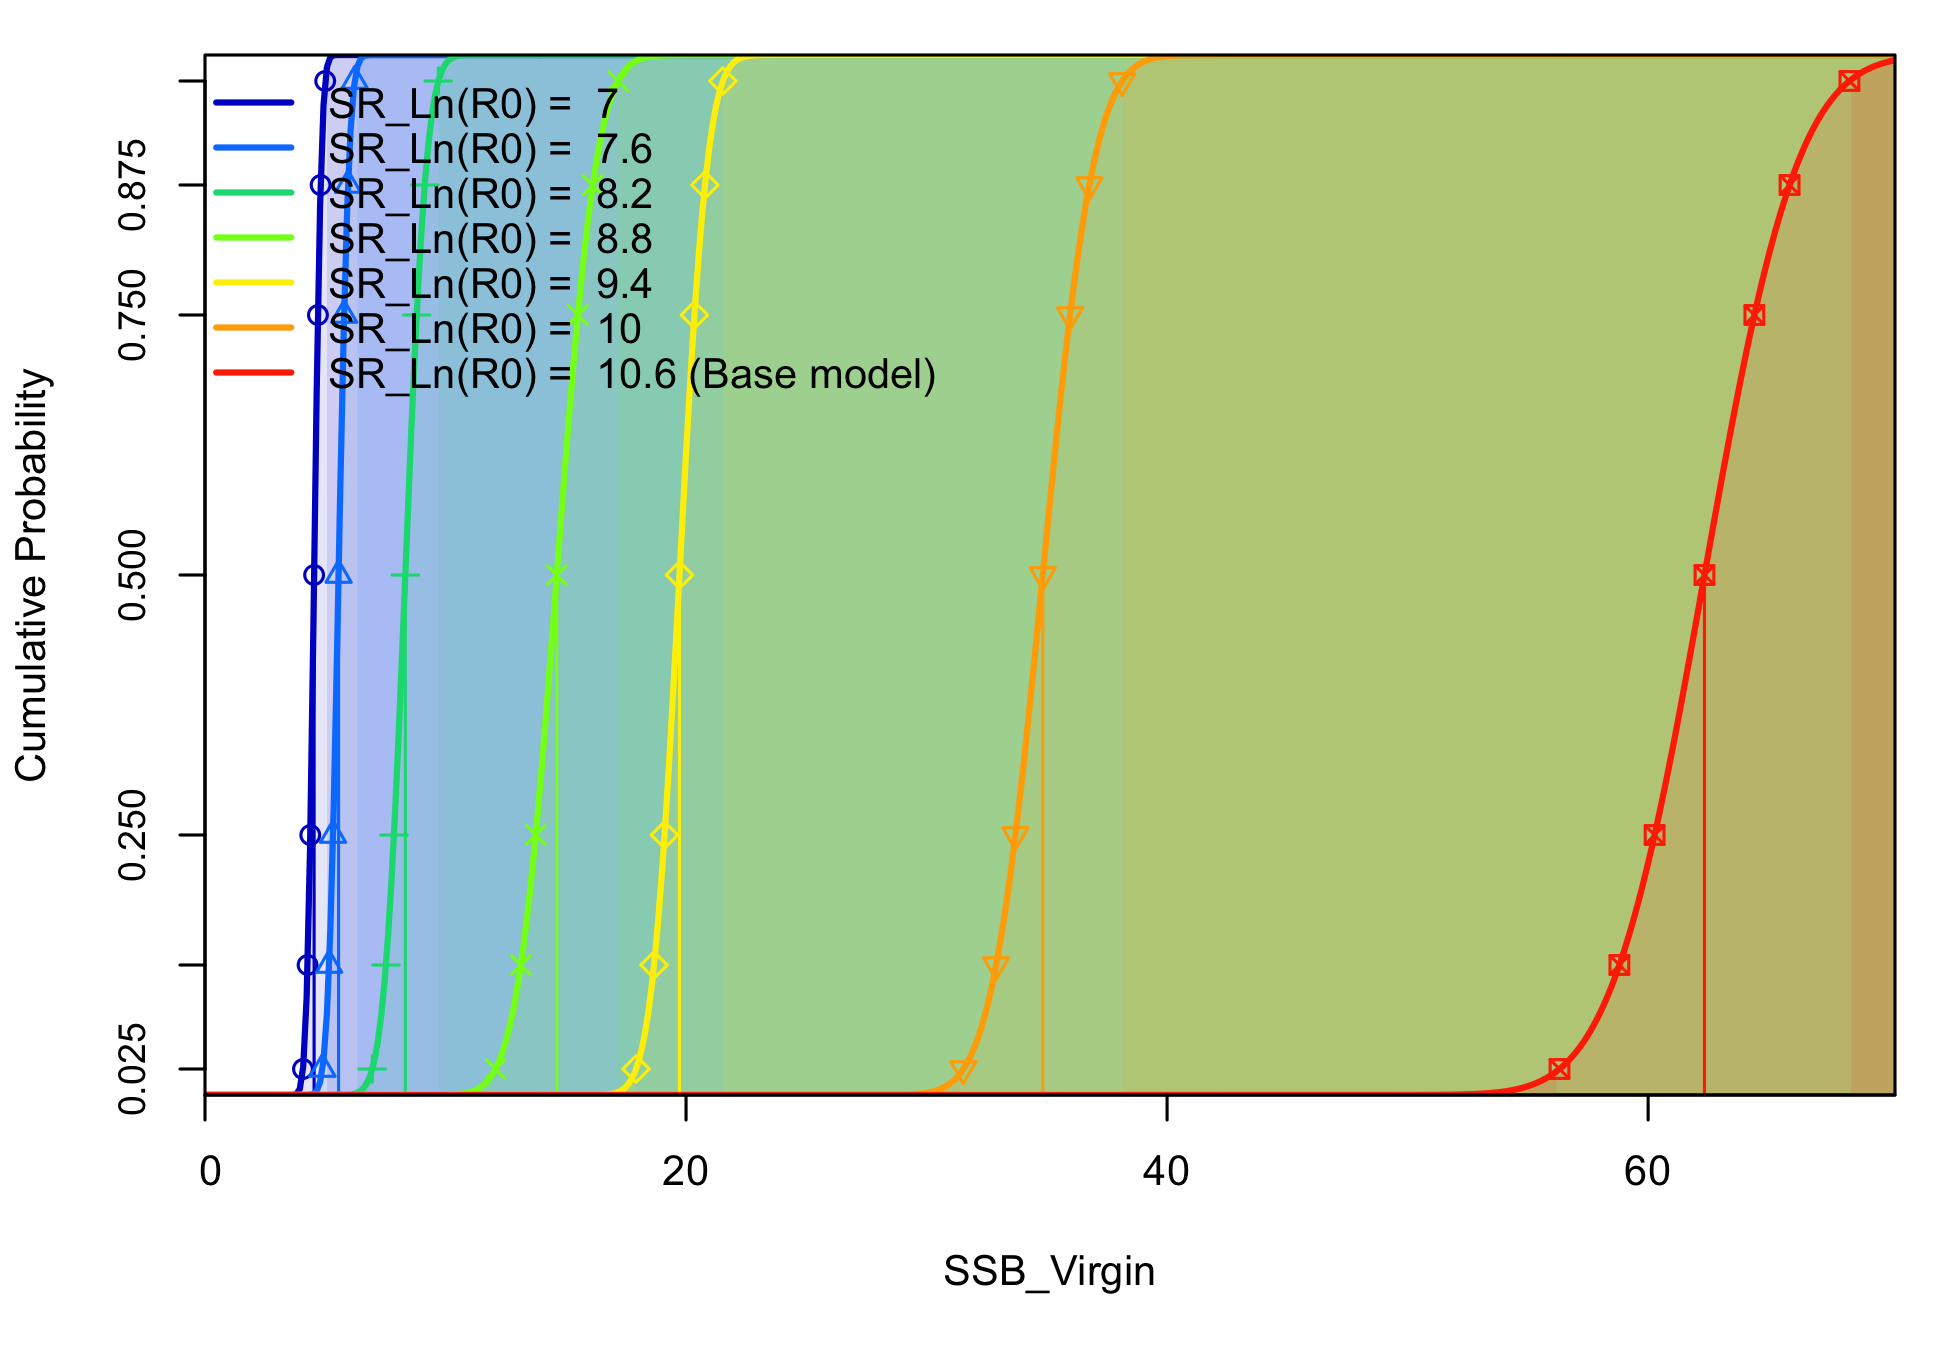 SR_Ln(R0) = 7
SR_Ln(R0) = 7.6
SR_Ln(R0) = 8.2
SR_Ln(R0) = 8.8
SR_Ln(R0) = 9.4
SR_Ln(R0) = 10
SR_Ln(R0) = 10.6 (Base model)
Cumulative Probability
0.875
0.750
0.500
0.250
0.025
0 20 40 60
SSB_Virgin